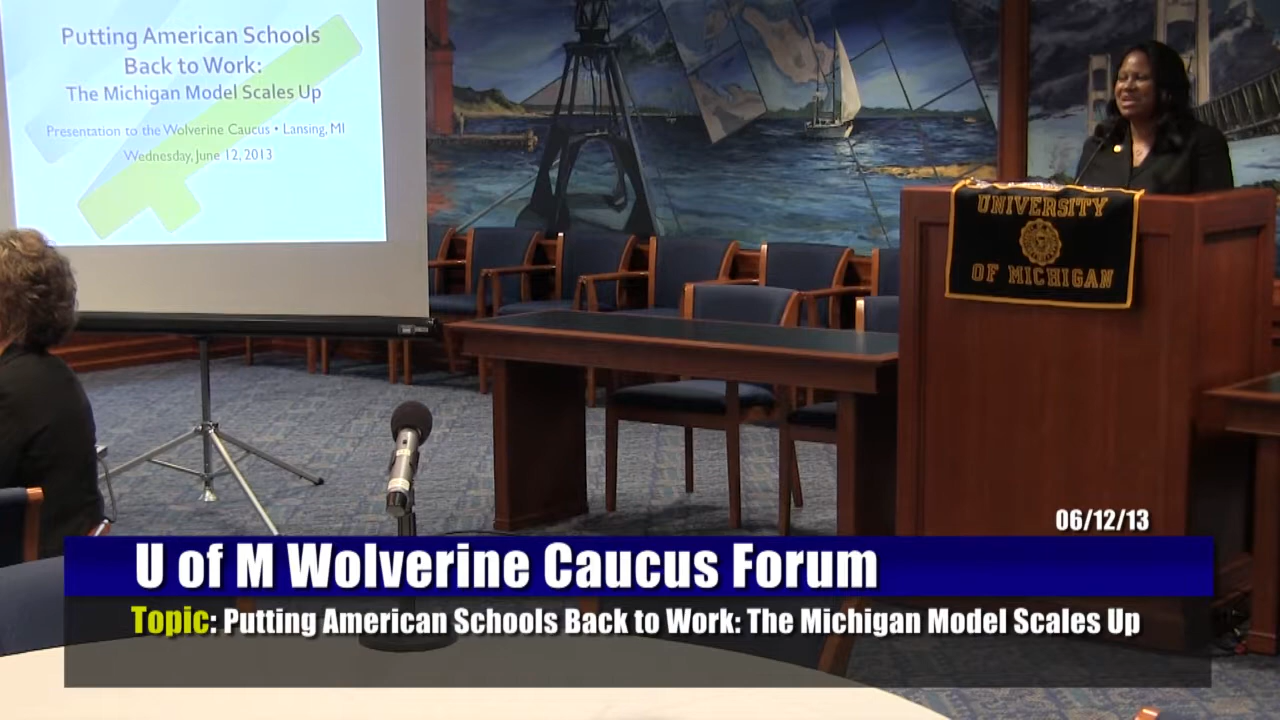 Putting American Schools
Back to Work:
The Michigan Model Scales Up
Presentation to the Wolverine Caucus • Lansing, MI
Wednesday, June 12, 2013
UNIVERSITY
OF MICHIGAN
06/12/13
U of M Wolverine Caucus Forum
Topic: Putting American Schools Back to Work: The Michigan Model Scales Up